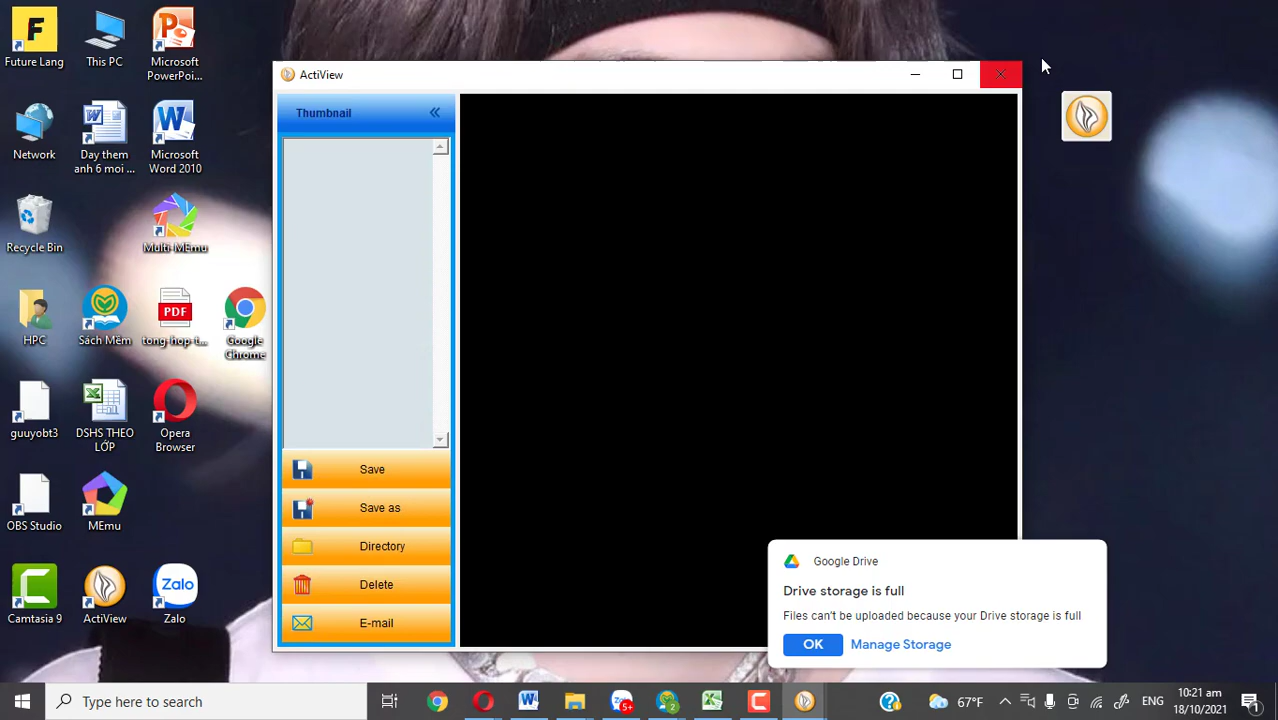 Future Lang
This PC
Microsoft
PowerPoi...
Network
Day them
anh 6 moi ...
Microsoft
Word 2010
Recycle Bin
Multi-MEmu
HPC
Sách Mềm
PDF
tong-hop-t...
Google
Chrome
guuyobt3
DSHS THEO
LỚP
Opera
Browser
OBS Studio
MEmu
Camtasia 9
ActiView
Zalo
Zalo
ActiView
Thumbnail
Save
Save as
Directory
Delete
E-mail
Google Drive
Drive storage is full
Files can't be uploaded because your Drive storage is full
OK
Manage Storage
Type here to search
5+
2
67°F
ENG
10:21 am
18/10/2021
1